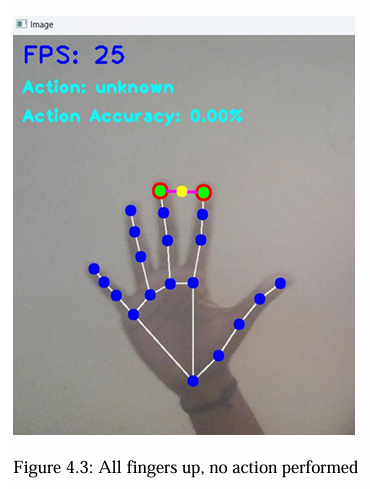 Image
FPS: 25
Action: unknown
Action Accuracy: 0.00%
Figure 4.3: All fingers up, no action performed